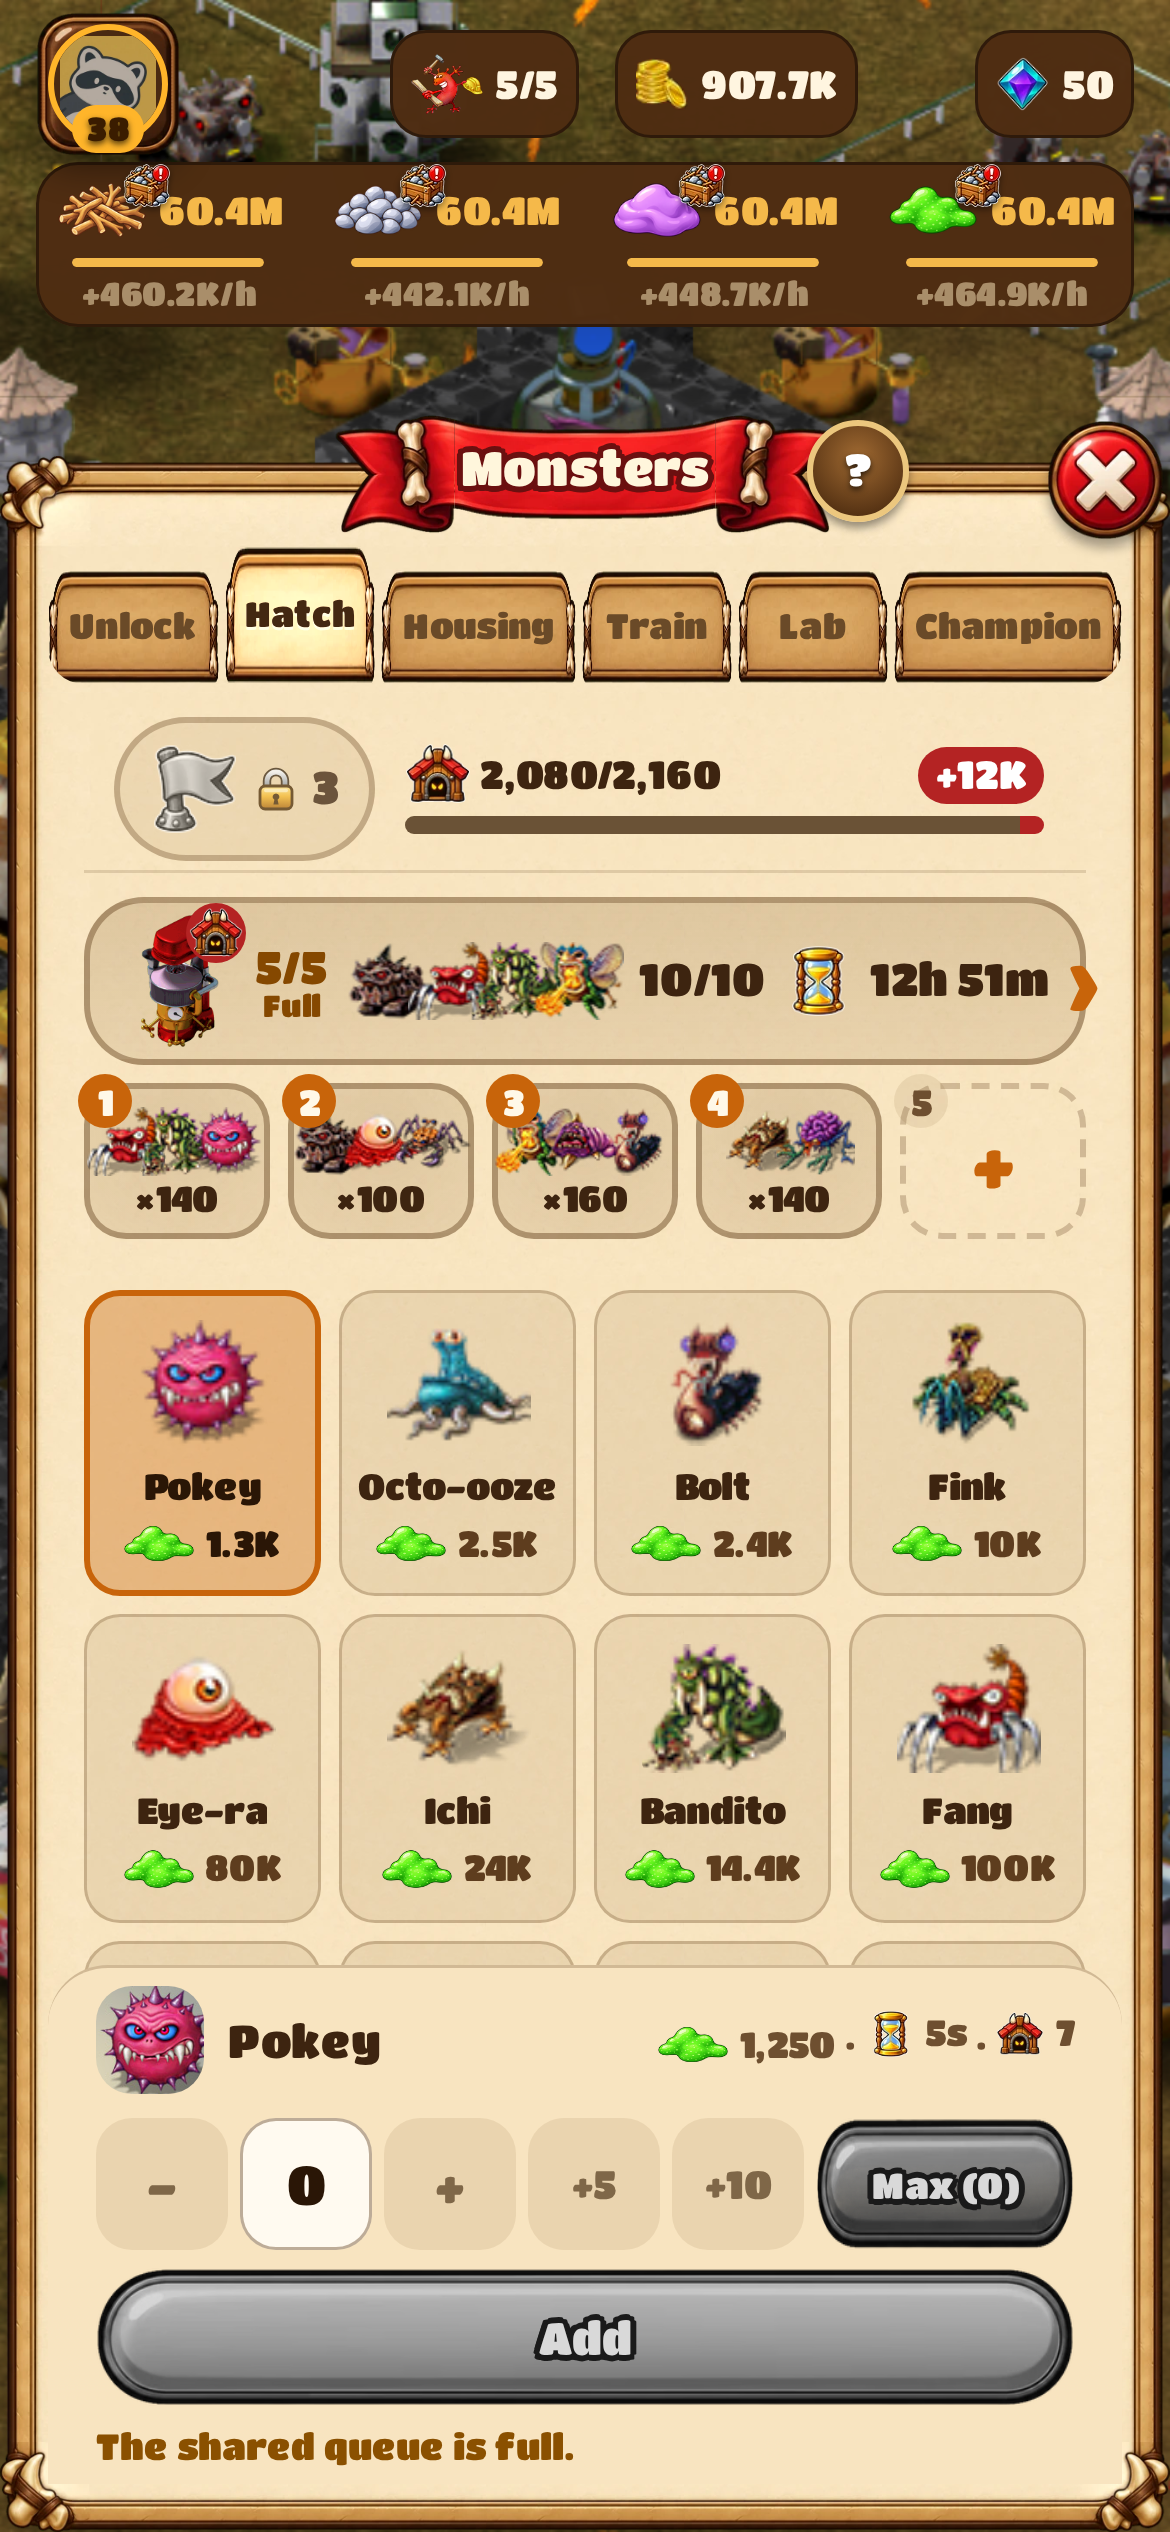 38
5/5
907.7K
50
60.4M
60.4M
60.4M
60.4M
+460.2K/h
+442.1K/h
+448.7K/h
+464.9K/h
Monsters
?
Unlock
Hatch
Housing
Train
Lab
Champion
3
2,080/2,160
+12K
5/5
Full
10/10
12h 51m
1
2
3
4
5
×140
×100
×160
×140
+
Pokey
Octo-ooze
Bolt
Fink
1.3K
2.5K
2.4K
10K
Eye-ra
Ichi
Bandito
Fang
80K
24K
14.4K
100K
Pokey
1,250 · 5s · 7
−
0
+
+5
+10
Max (0)
Add
The shared queue is full.